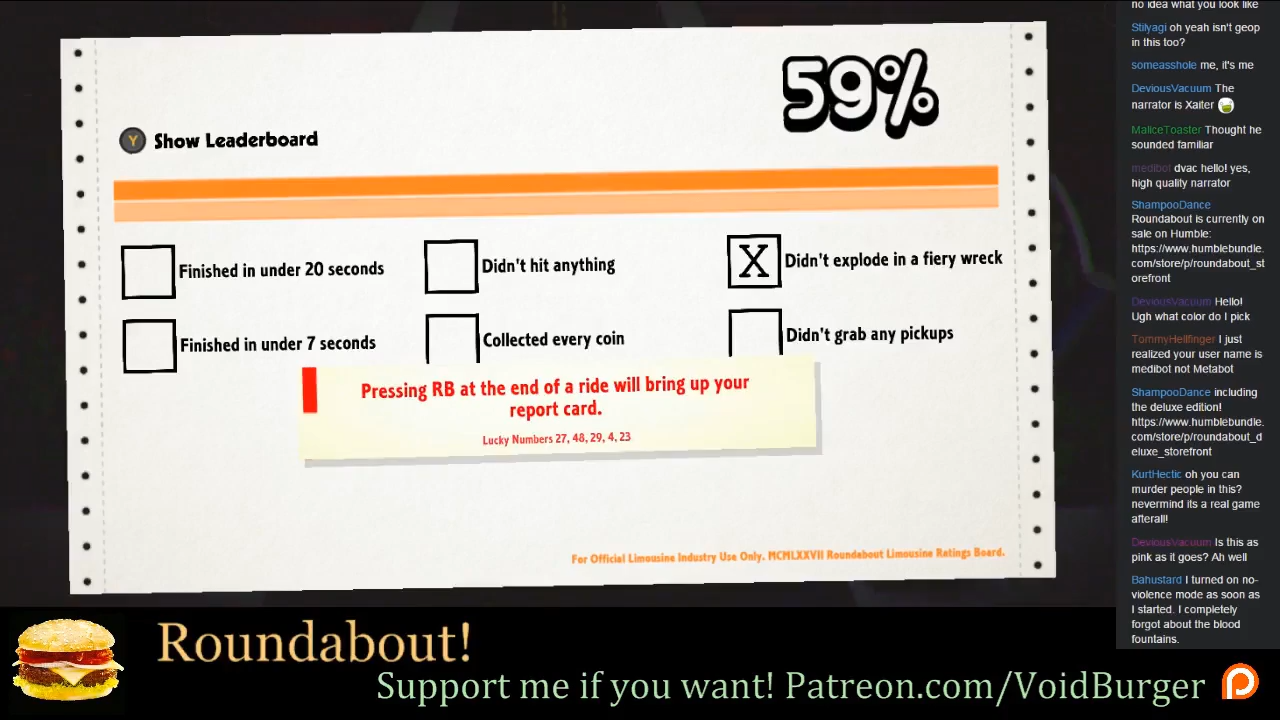 59%
Y Show Leaderboard
Finished in under 20 seconds
Didn't hit anything
X Didn't explode in a fiery wreck
Finished in under 7 seconds
Collected every coin
Didn't grab any pickups
Pressing RB at the end of a ride will bring up your
report card.
Lucky Numbers 27, 48, 29, 4, 23
For Official Limousine Industry Use Only. MCMLXXVII Roundabout Limousine Ratings Board.
Roundabout!
Support me if you want! Patreon.com/VoidBurger
no idea what you look like
Stilyagi oh yeah isn't geop
in this too?
someasshole me, it's me
DeviousVacuum The
narrator is Xaiter
MaliceToaster Thought he
sounded familiar
medibot dvac hello! yes,
high quality narrator
ShampooDance
Roundabout is currently on
sale on Humble:
https://www.humblebundle.
com/store/p/roundabout_st
orefront
DeviousVacuum Hello!
Ugh what color do I pick
TommyHellfinger I just
realized your user name is
medibot not Metabot
ShampooDance including
the deluxe edition!
https://www.humblebundle.
com/store/p/roundabout_d
eluxe_storefront
KurtHectic oh you can
murder people in this?
nevermind its a real game
afterall!
DeviousVacuum Is this as
pink as it goes? Ah well
Bahustard I turned on no-
violence mode as soon as
I started. I completely
forgot about the blood
fountains.